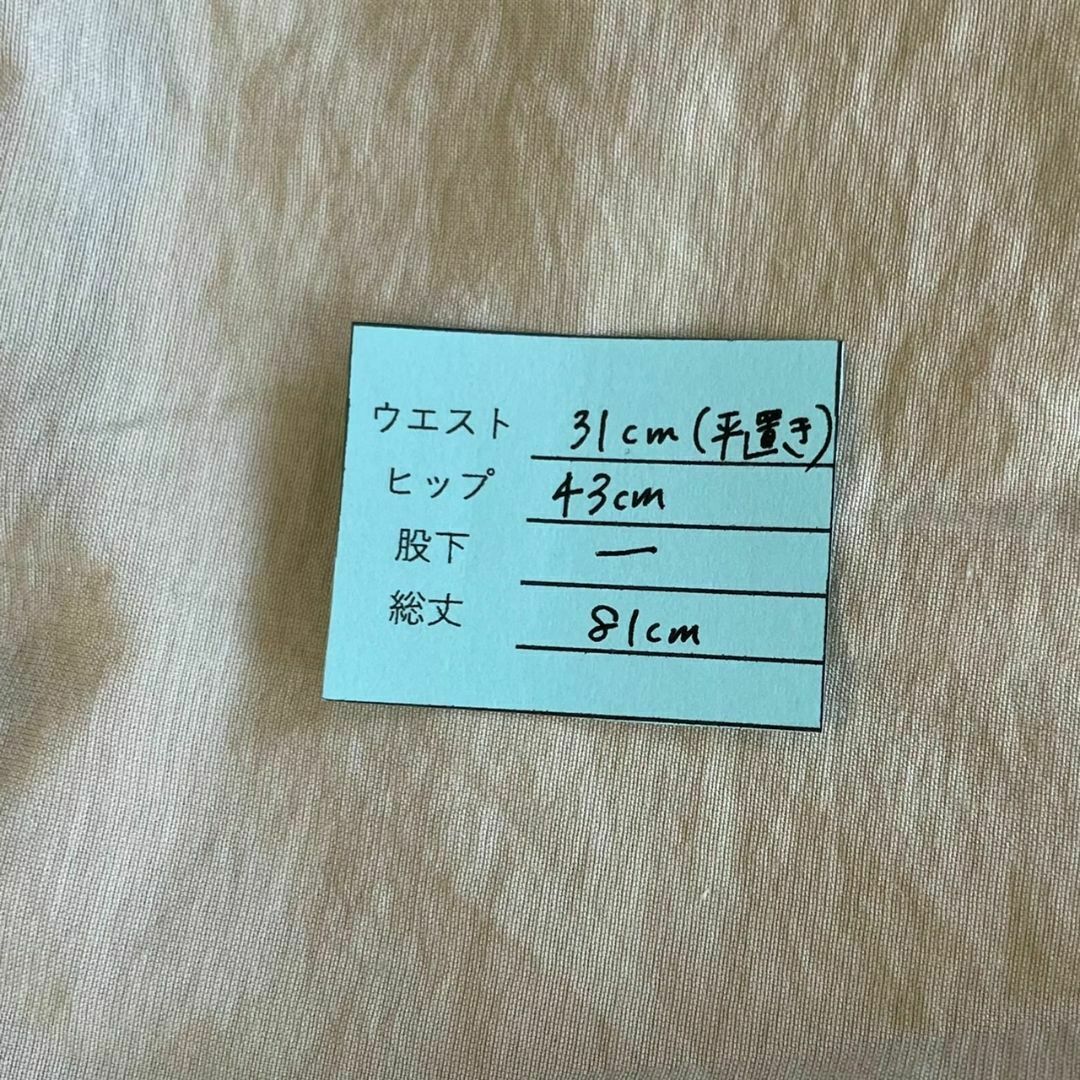 ウエスト 31cm(平置き)
ヒップ 43cm
股下 ー
総丈 81cm